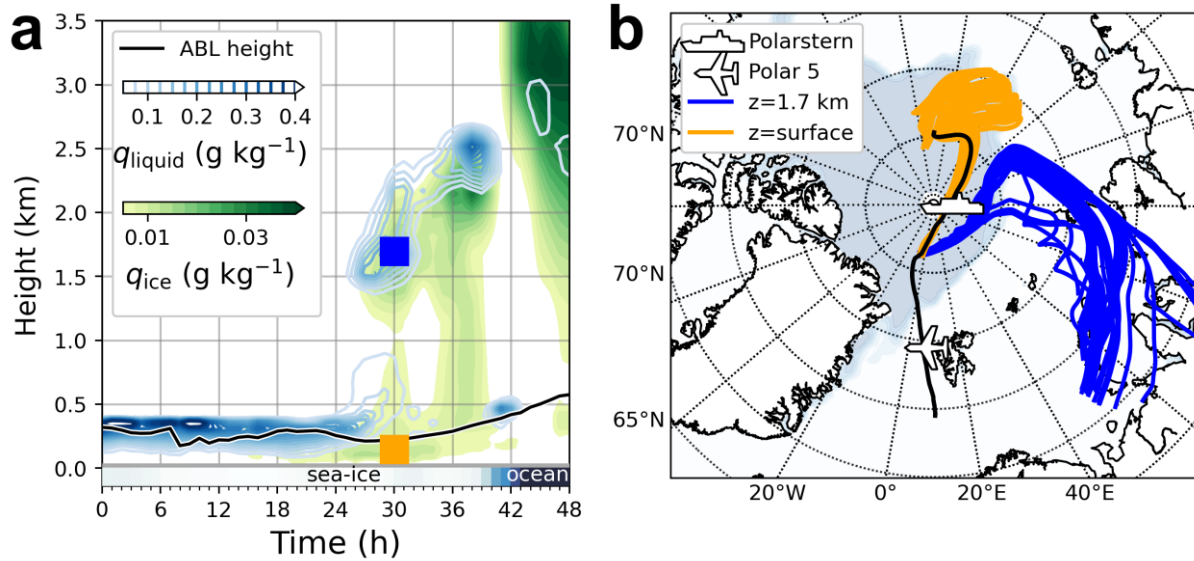 a
3.5
3.0
2.5
2.0
1.5
1.0
0.5
0.0
Height (km)
ABL height
0.1 0.2 0.3 0.4
q_liquid (g kg⁻¹)
0.01 0.03
q_ice (g kg⁻¹)
sea-ice
ocean
0 6 12 18 24 30 36 42 48
Time (h)
b
Polarstern
Polar 5
z=1.7 km
z=surface
70°N
70°N
65°N
20°W 0° 20°E 40°E